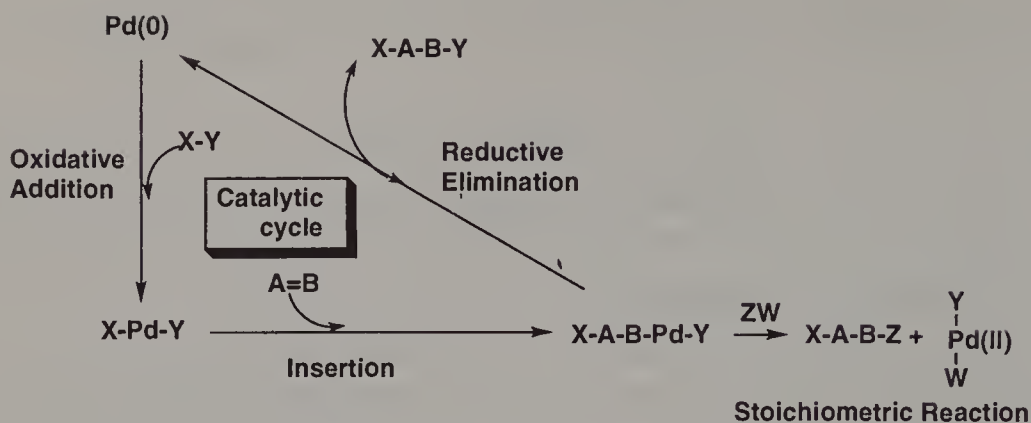 Pd(0)
X-A-B-Y
X-Y
Oxidative
Addition
Reductive
Elimination
Catalytic
cycle
A=B
X-Pd-Y
Insertion
X-A-B-Pd-Y
ZW
X-A-B-Z +
Y
Pd(II)
W
Stoichiometric Reaction